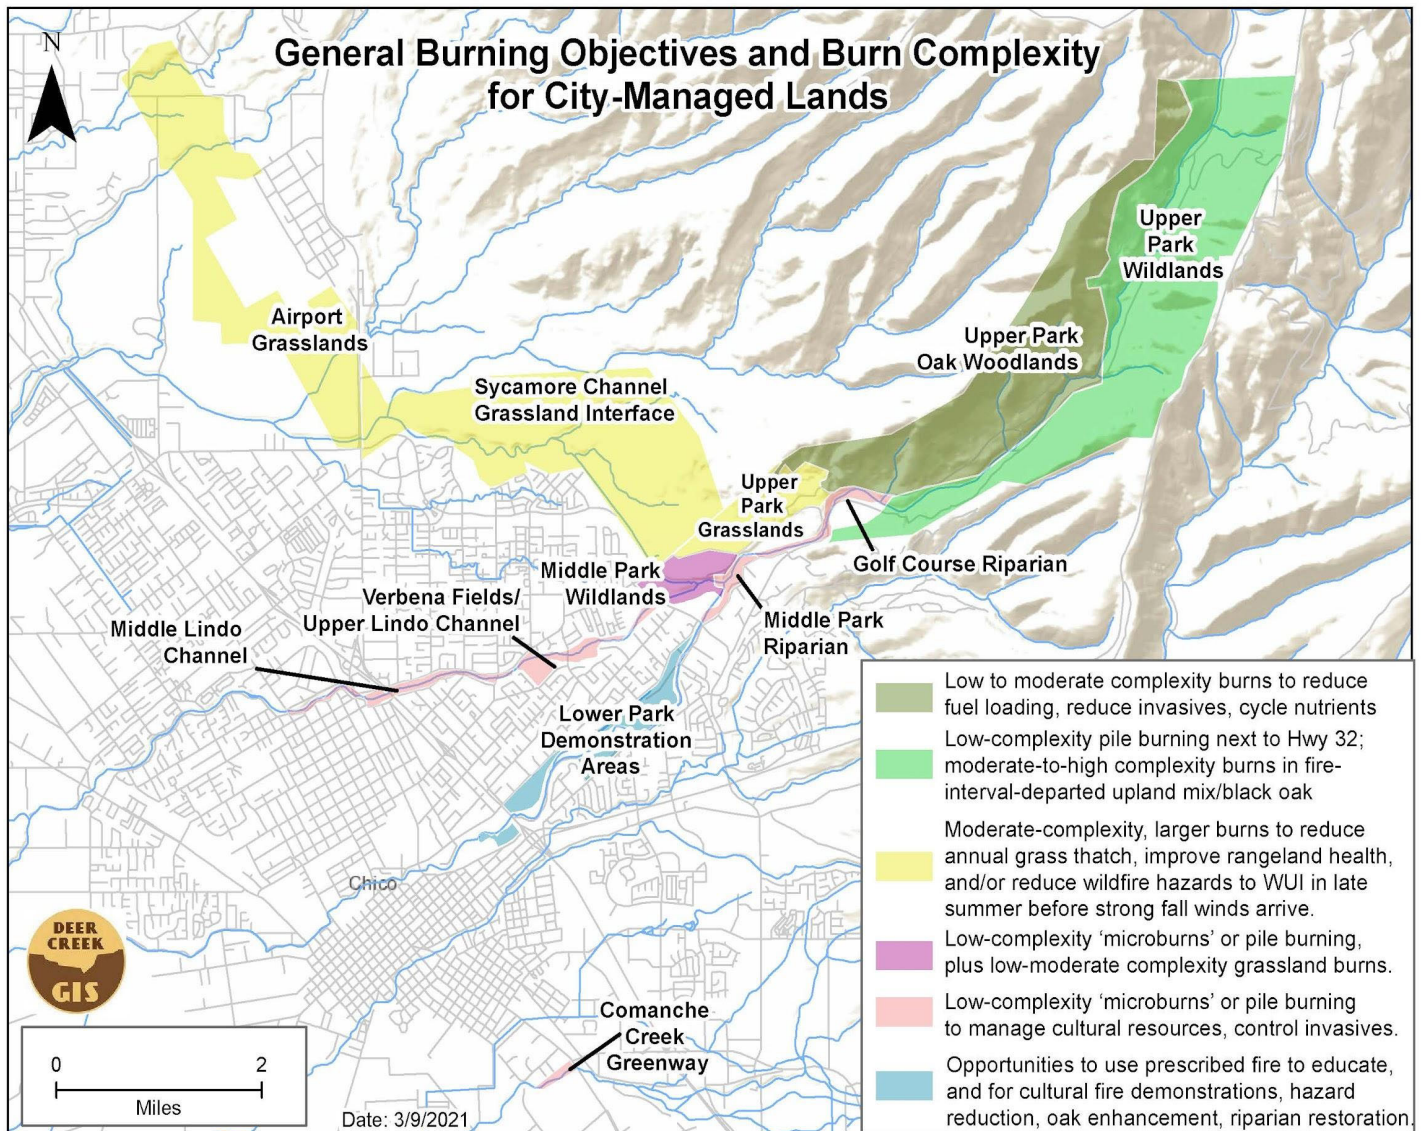 N
General Burning Objectives and Burn Complexity
for City-Managed Lands
Upper
Park
Wildlands
Airport
Grasslands
Upper Park
Oak Woodlands
Sycamore Channel
Grassland Interface
Upper
Park
Grasslands
Golf Course Riparian
Middle Park
Wildlands
Verbena Fields/
Upper Lindo Channel
Middle Park
Riparian
Middle Lindo
Channel
Lower Park
Demonstration
Areas
Chico
Comanche
Creek
Greenway
Low to moderate complexity burns to reduce
fuel loading, reduce invasives, cycle nutrients
Low-complexity pile burning next to Hwy 32;
moderate-to-high complexity burns in fire-
interval-departed upland mix/black oak
Moderate-complexity, larger burns to reduce
annual grass thatch, improve rangeland health,
and/or reduce wildfire hazards to WUI in late
summer before strong fall winds arrive.
Low-complexity ‘microburns’ or pile burning,
plus low-moderate complexity grassland burns.
Low-complexity ‘microburns’ or pile burning
to manage cultural resources, control invasives.
Opportunities to use prescribed fire to educate,
and for cultural fire demonstrations, hazard
reduction, oak enhancement, riparian restoration.
DEER
CREEK
GIS
0 2
Miles
Date: 3/9/2021